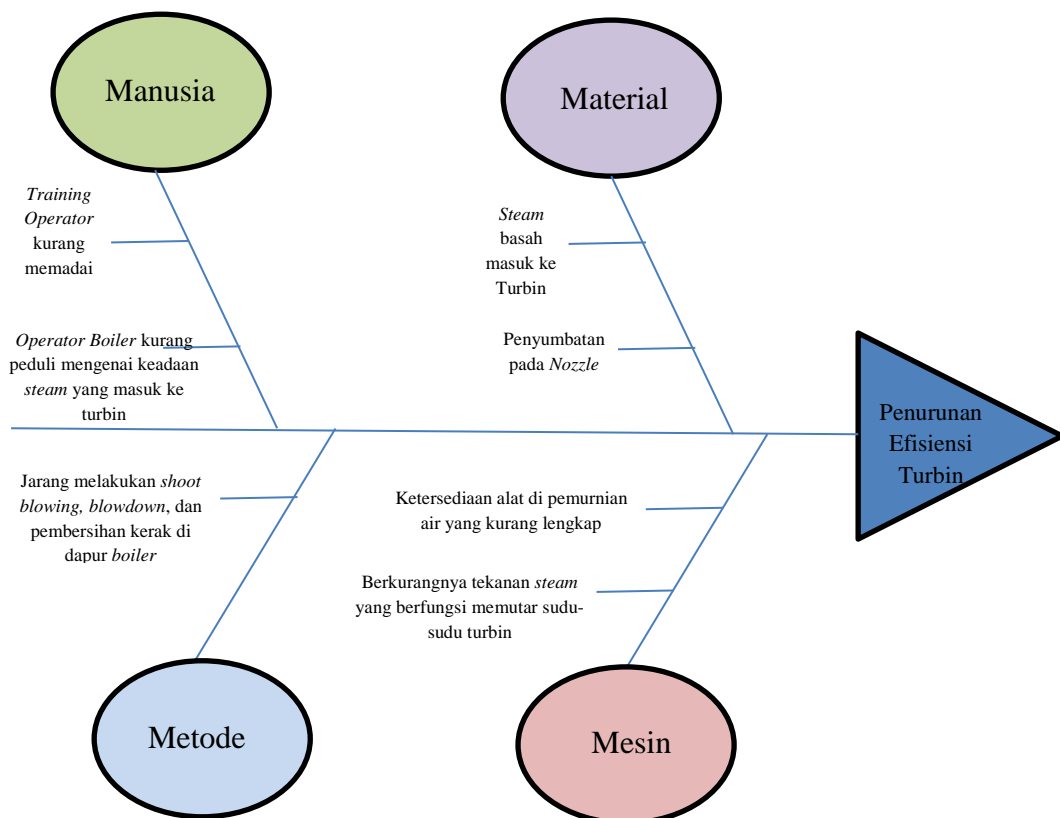 Manusia
Material
Training
Operator
kurang
memadai
Steam
basah
masuk ke
Turbin
Operator Boiler kurang
peduli mengenai keadaan
steam yang masuk ke
turbin
Penyumbatan
pada Nozzle
Penurunan
Efisiensi
Turbin
Jarang melakukan shoot
blowing, blowdown, dan
pembersihan kerak di
dapur boiler
Ketersediaan alat di pemurnian
air yang kurang lengkap
Berkurangnya tekanan steam
yang berfungsi memutar sudu-
sudu turbin
Metode
Mesin